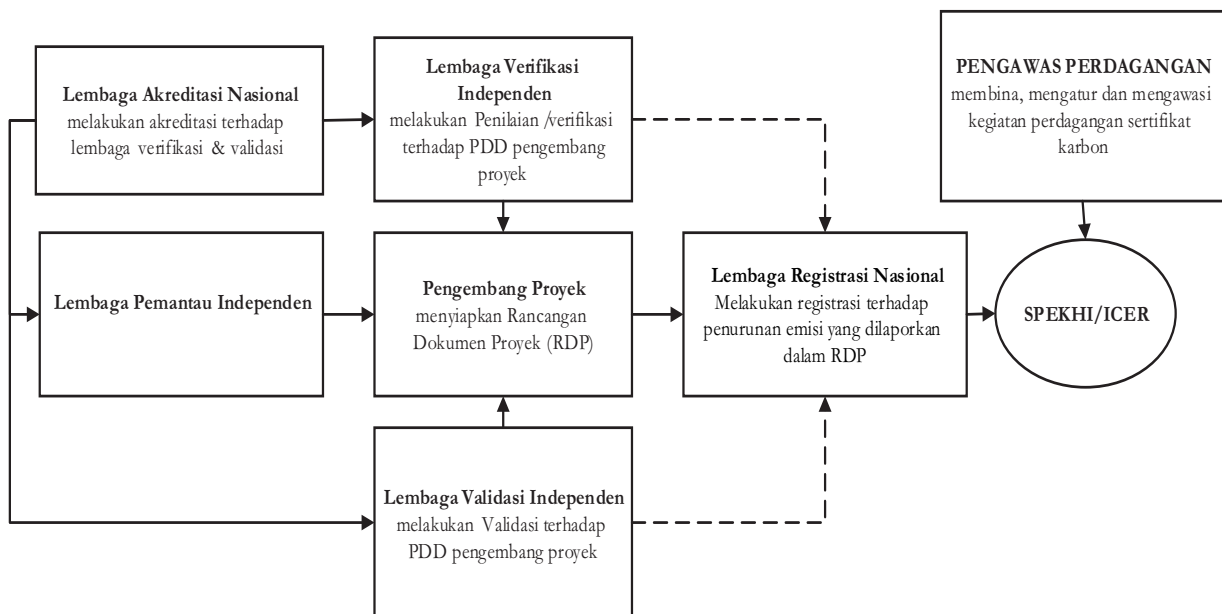 Lembaga Akreditasi Nasional
melakukan akreditasi terhadap
lembaga verifikasi & validasi
Lembaga Verifikasi
Independen
melakukan Penilaian /verifikasi
terhadap PDD pengembang
proyek
PENGAWAS PERDAGANGAN
membina, mengatur dan mengawasi
kegiatan perdagangan sertifikat
karbon
Lembaga Pemantau Independen
Pengembang Proyek
menyiapkan Rancangan
Dokumen Proyek (RDP)
Lembaga Registrasi Nasional
Melakukan registrasi terhadap
penurunan emisi yang dilaporkan
dalam RDP
SPEKHI/ICER
Lembaga Validasi Independen
melakukan Validasi terhadap
PDD pengembang proyek